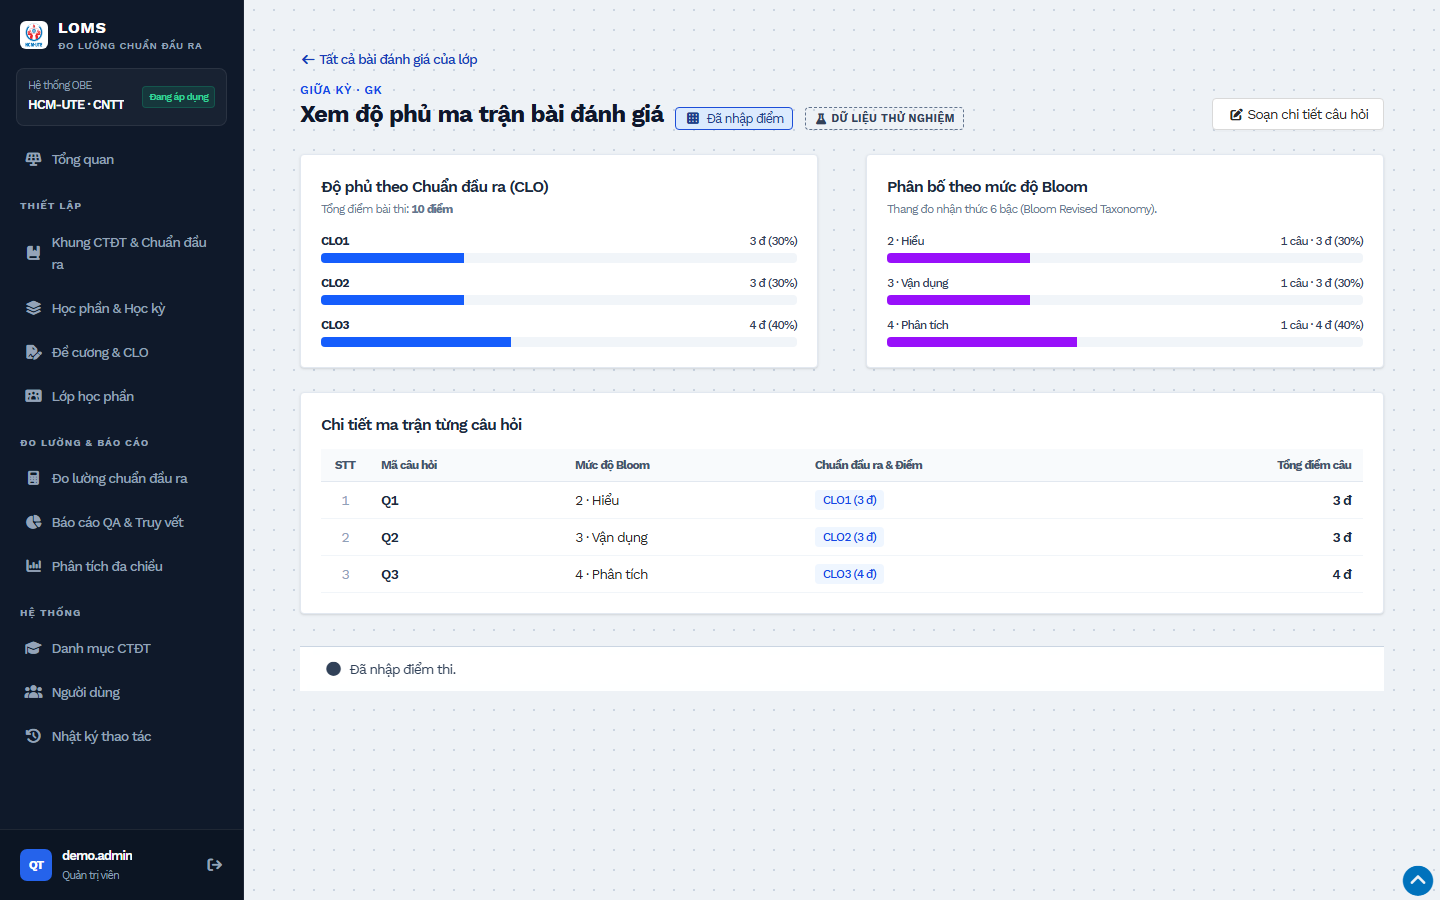 LOMS
ĐO LƯỜNG CHUẨN ĐẦU RA
Hệ thống OBE
HCM-UTE · CNTT
Đang áp dụng
Tổng quan
THIẾT LẬP
Khung CTĐT & Chuẩn đầu
ra
Học phần & Học kỳ
Đề cương & CLO
Lớp học phần
ĐO LƯỜNG & BÁO CÁO
Đo lường chuẩn đầu ra
Báo cáo QA & Truy vết
Phân tích đa chiều
HỆ THỐNG
Danh mục CTĐT
Người dùng
Nhật ký thao tác
QT
demo.admin
Quản trị viên
← Tất cả bài đánh giá của lớp
GIỮA KỲ · GK
Xem độ phủ ma trận bài đánh giá
Đã nhập điểm
DỮ LIỆU THỬ NGHIỆM
Soạn chi tiết câu hỏi
Độ phủ theo Chuẩn đầu ra (CLO)
Tổng điểm bài thi: 10 điểm
CLO1 3 đ (30%)
CLO2 3 đ (30%)
CLO3 4 đ (40%)
Phân bố theo mức độ Bloom
Thang đo nhận thức 6 bậc (Bloom Revised Taxonomy).
2 · Hiểu 1 câu · 3 đ (30%)
3 · Vận dụng 1 câu · 3 đ (30%)
4 · Phân tích 1 câu · 4 đ (40%)
Chi tiết ma trận từng câu hỏi
STT Mã câu hỏi Mức độ Bloom Chuẩn đầu ra & Điểm Tổng điểm câu
1 Q1 2 · Hiểu CLO1 (3 đ) 3 đ
2 Q2 3 · Vận dụng CLO2 (3 đ) 3 đ
3 Q3 4 · Phân tích CLO3 (4 đ) 4 đ
Đã nhập điểm thi.